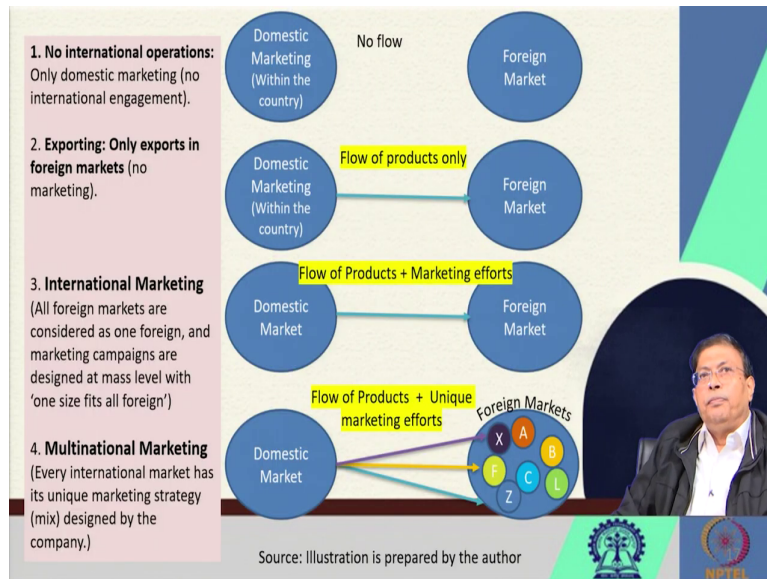 1. No international operations:
Only domestic marketing (no
international engagement).
2. Exporting: Only exports in
foreign markets (no
marketing).
3. International Marketing
(All foreign markets are
considered as one foreign, and
marketing campaigns are
designed at mass level with
‘one size fits all foreign’)
4. Multinational Marketing
(Every international market has
its unique marketing strategy
(mix) designed by the
company.)
Domestic
Marketing
(Within the
country)
No flow
Foreign
Market
Domestic
Marketing
(Within the
country)
Flow of products only
Foreign
Market
Domestic
Market
Flow of Products + Marketing efforts
Foreign
Market
Domestic
Market
Flow of Products + Unique
marketing efforts
Foreign Markets
X
A
B
F
C
L
Z
Source: Illustration is prepared by the author
NPTEL